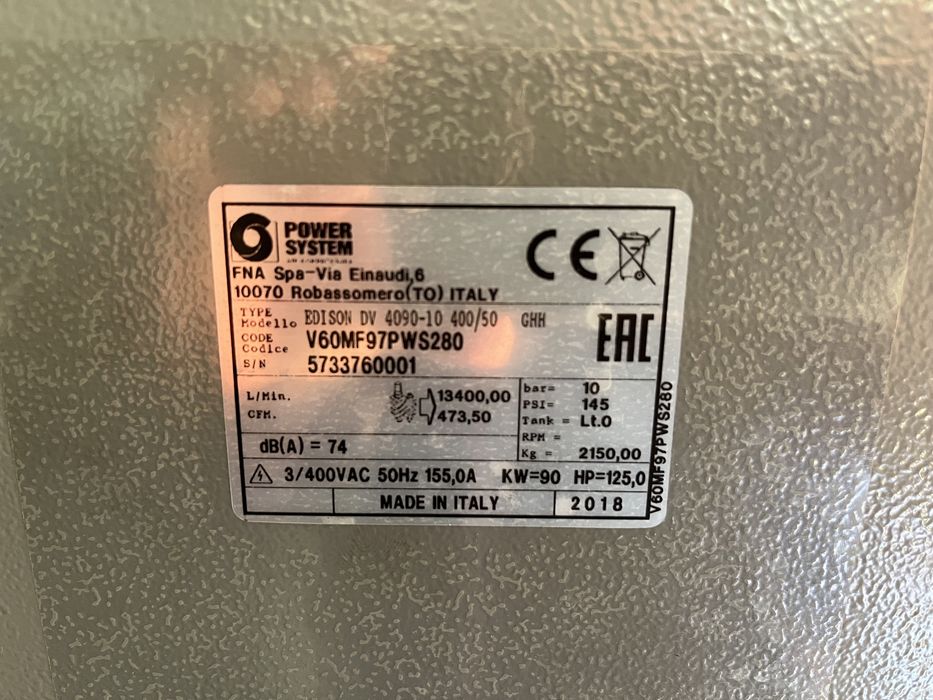 POWER
SYSTEM
CE
FNA Spa-Via Einaudi,6
10070 Robassomero(TO) ITALY
TYPE
Modello
EDISON DV 4090-10 400/50 GHH
EAC
CODE
Codice
V60MF97PWS280
S/N
5733760001
L/Min.
13400,00
CFM.
473,50
bar= 10
PSI= 145
Tank = Lt.0
RPM =
Kg = 2150,00
dB(A) = 74
3/400VAC 50Hz 155,0A KW=90 HP=125,0
MADE IN ITALY
2018
V60MF97PWS280